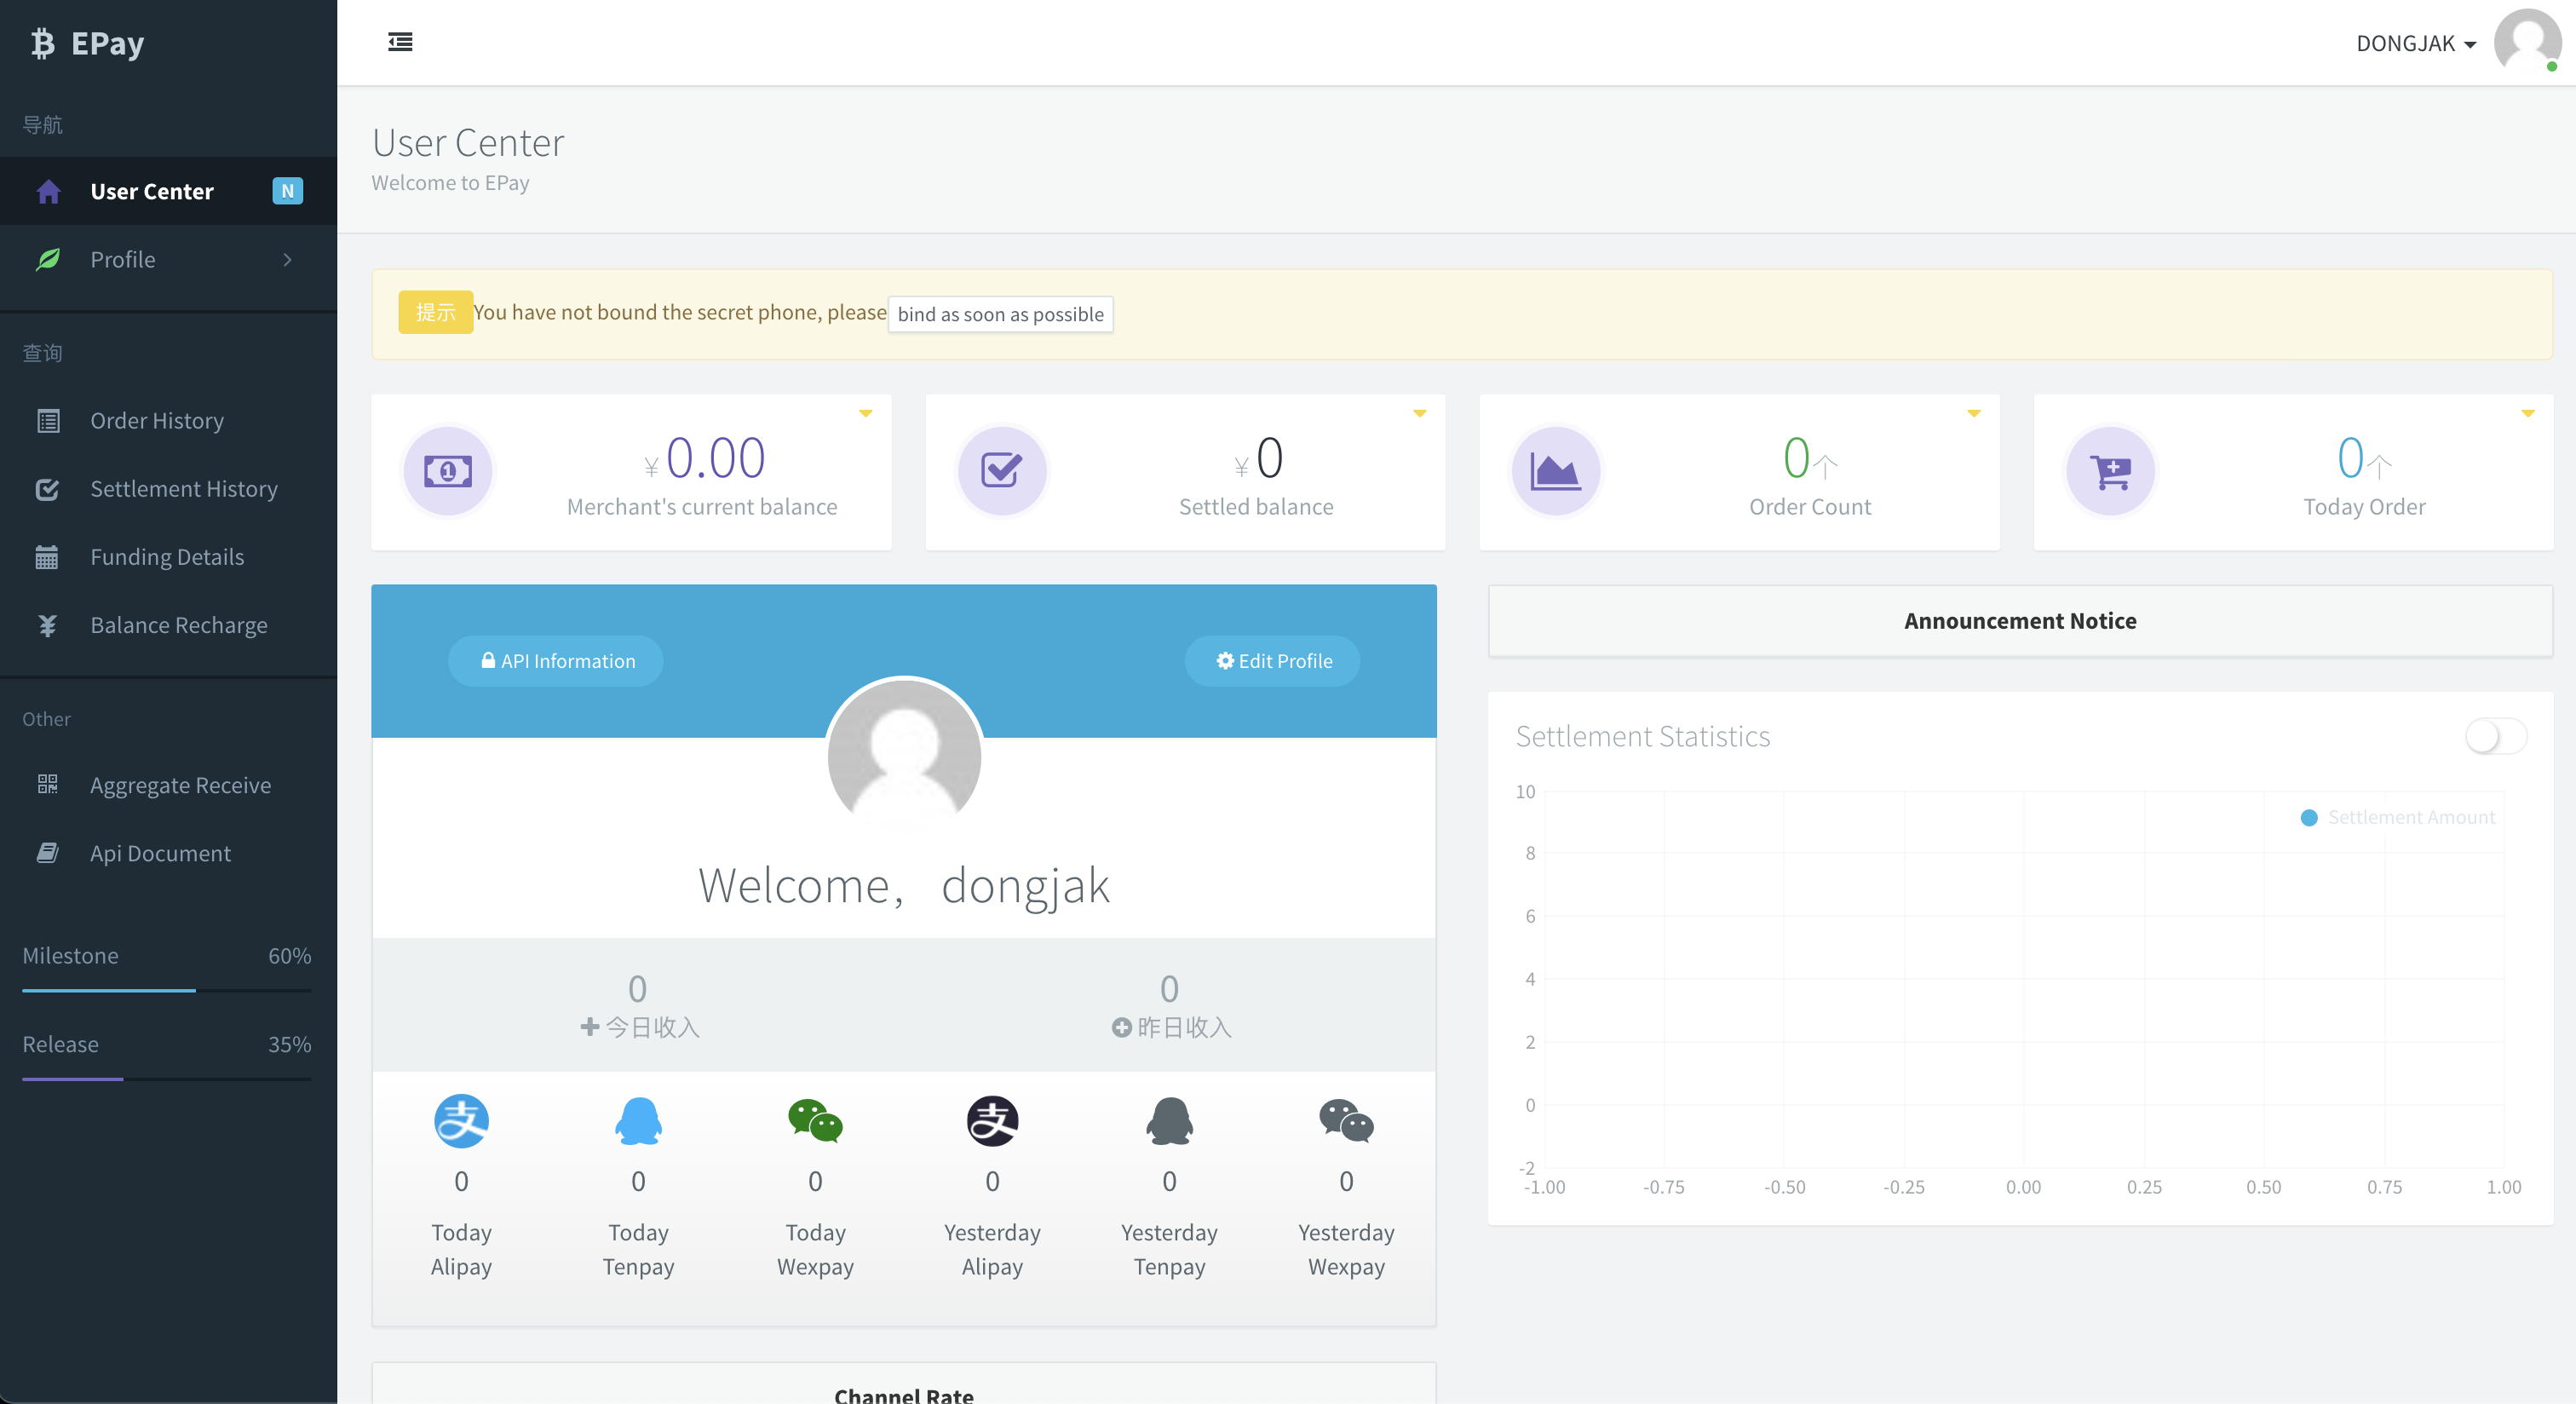 EPay
DONGJAK
导航
User Center N
Profile
查询
Order History
Settlement History
Funding Details
Balance Recharge
Other
Aggregate Receive
Api Document
Milestone 60%
Release 35%
User Center
Welcome to EPay
提示 You have not bound the secret phone, please bind as soon as possible
¥ 0.00
Merchant's current balance
¥ 0
Settled balance
0个
Order Count
0个
Today Order
API Information
Edit Profile
Welcome， dongjak
0
今日收入
0
昨日收入
支
0
Today
Alipay
0
Today
Tenpay
0
Today
Wexpay
支
0
Yesterday
Alipay
0
Yesterday
Tenpay
0
Yesterday
Wexpay
Channel Rate
Announcement Notice
Settlement Statistics
Settlement Amount
10
8
6
4
2
0
-2
-1.00 -0.75 -0.50 -0.25 0.00 0.25 0.50 0.75 1.00